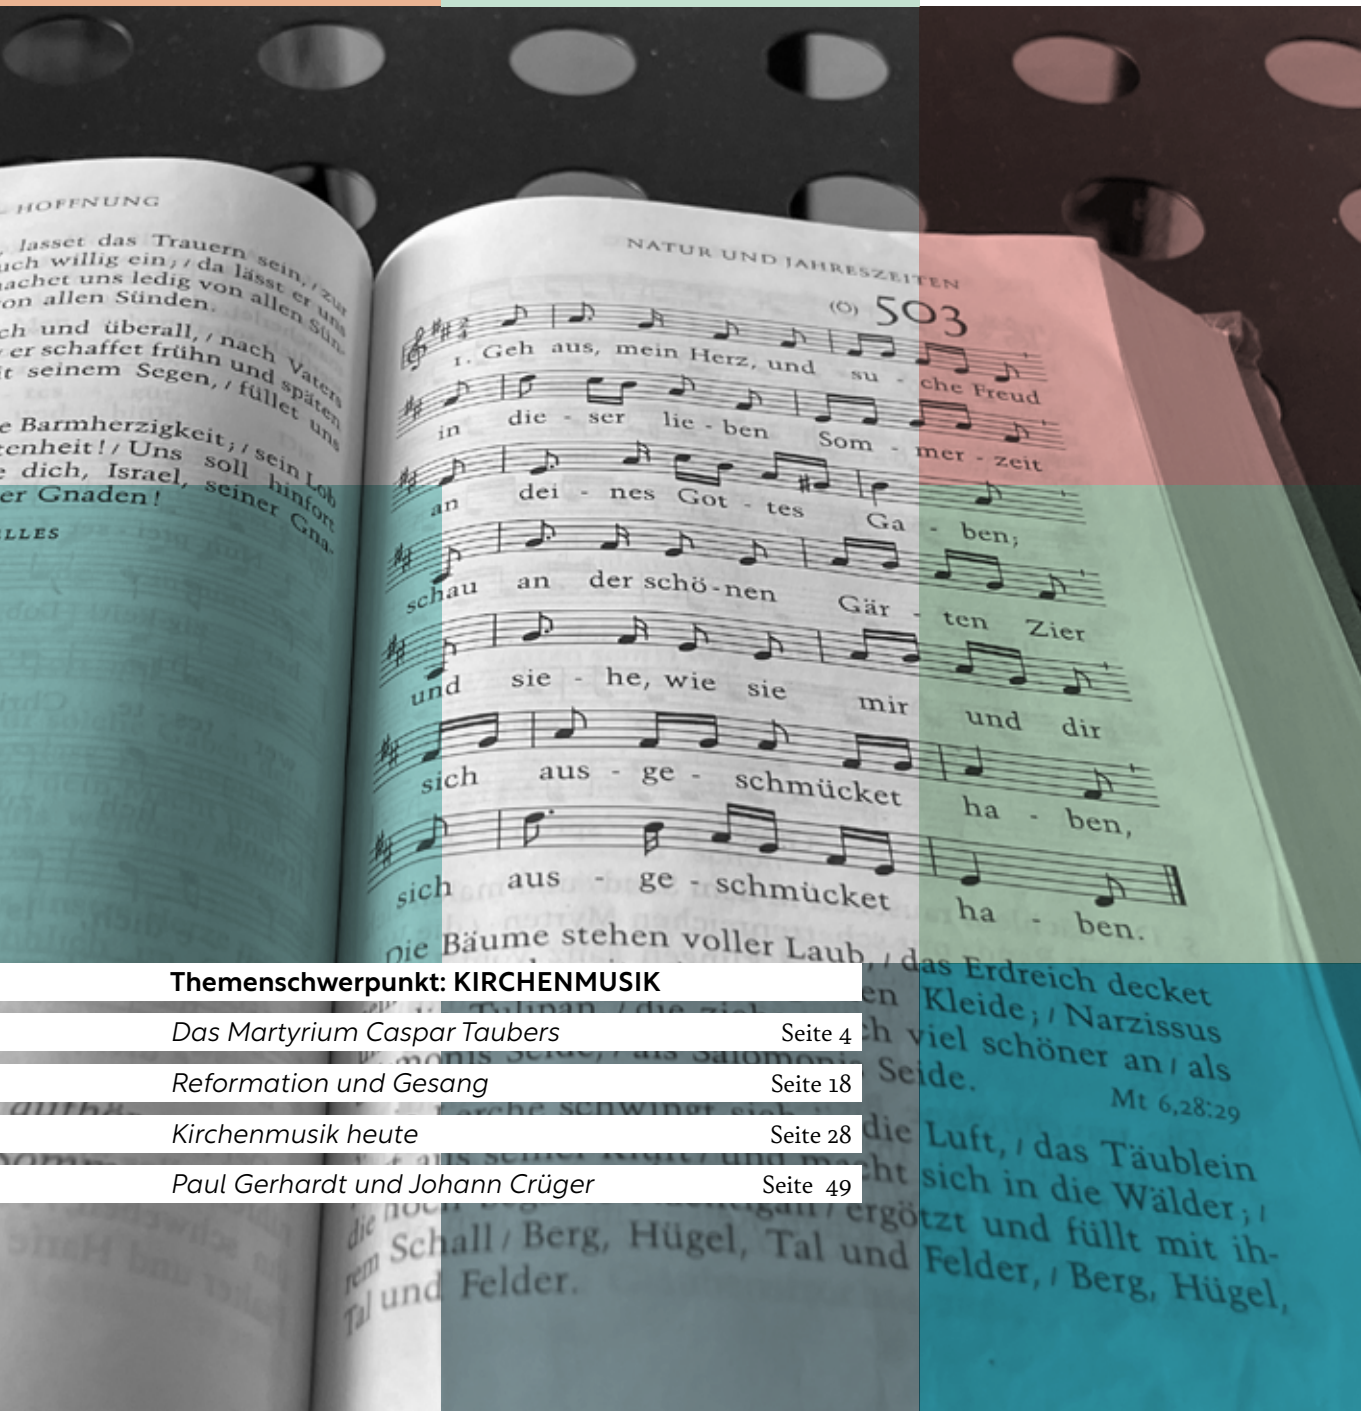 HOFFNUNG
lasset das Trauern sein, / zur
uch willig ein; / da lässt er uns
achet uns ledig von allen Sün-
on allen Sünden.
ch und überall, / nach Vaters
er schaffet frühn und späten
it seinem Segen, / füllet uns
e Barmherzigkeit; / sein Lob
tenheit! / Uns soll hinfort
e dich, Israel, seiner Gna-
er Gnaden!
LLES
NATUR UND JAHRESZEITEN
(Ö) 503
1. Geh aus, mein Herz, und su - che Freud
in die - ser lie - ben Som - mer - zeit
an dei - nes Got - tes Ga - ben;
schau an der schö - nen Gär - ten Zier
und sie - he, wie sie mir und dir
sich aus - ge - schmücket ha - ben,
sich aus - ge - schmücket ha - ben.
Die Bäume stehen voller Laub, / das Erdreich decket
en Kleide; / Narzissus
Tulipan, / die
ch viel schöner an / als
Seide.
Mt 6,28:29
die Luft, / das Täublein
macht sich in die Wälder; /
ergötzt und füllt mit ih-
rem Schall / Berg, Hügel, Tal und Felder, / Berg, Hügel,
Tal und Felder.
Themenschwerpunkt: KIRCHENMUSIK
Das Martyrium Caspar Taubers Seite 4
Reformation und Gesang Seite 18
Kirchenmusik heute Seite 28
Paul Gerhardt und Johann Crüger Seite 49